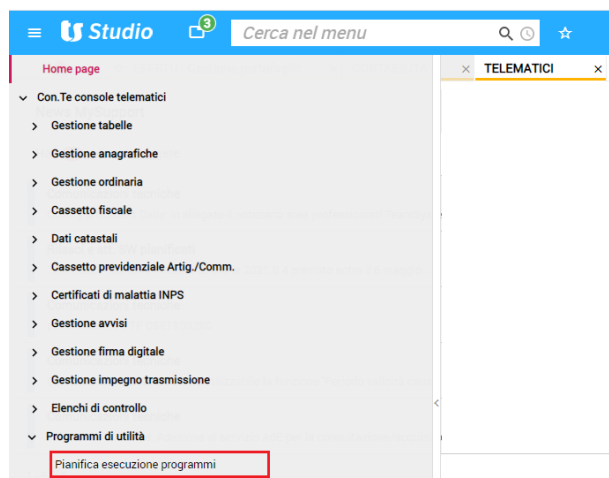 Studio 3 Cerca nel menu
Home page
TELEMATICI
Con.Te console telematici
Gestione tabelle
Gestione anagrafiche
Gestione ordinaria
Cassetto fiscale
Dati catastali
Cassetto previdenziale Artig./Comm.
Certificati di malattia INPS
Gestione avvisi
Gestione firma digitale
Gestione impegno trasmissione
Elenchi di controllo
Programmi di utilità
Pianifica esecuzione programmi